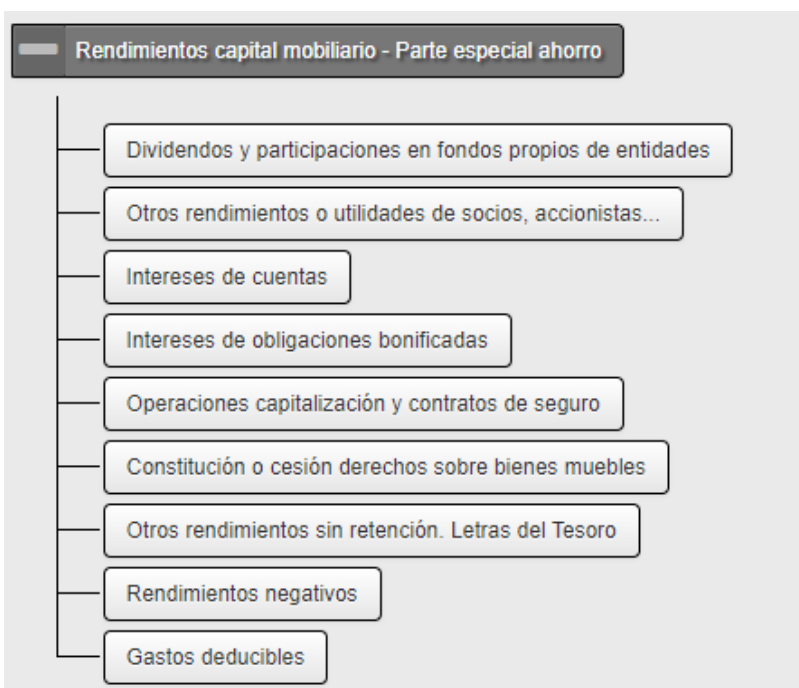 Rendimientos capital mobiliario - Parte especial ahorro
Dividendos y participaciones en fondos propios de entidades
Otros rendimientos o utilidades de socios, accionistas...
Intereses de cuentas
Intereses de obligaciones bonificadas
Operaciones capitalización y contratos de seguro
Constitución o cesión derechos sobre bienes muebles
Otros rendimientos sin retención. Letras del Tesoro
Rendimientos negativos
Gastos deducibles